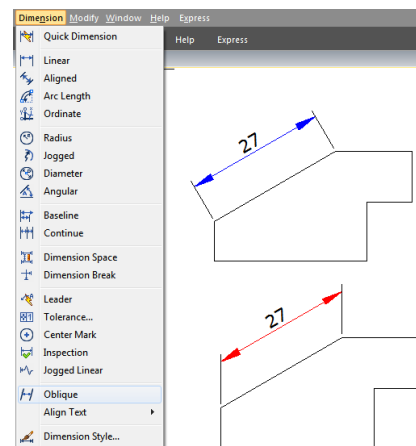 Dimension Modify Window Help Express
Help Express
Quick Dimension
Linear
Aligned
Arc Length
Ordinate
Radius
Jogged
Diameter
Angular
Baseline
Continue
Dimension Space
Dimension Break
Leader
Tolerance...
Center Mark
Inspection
Jogged Linear
Oblique
Align Text
Dimension Style...
27
27